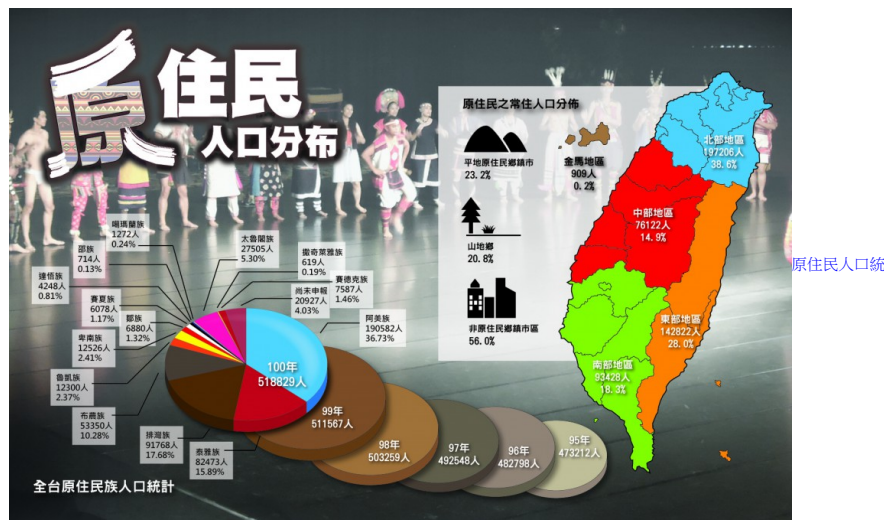 原住民
人口分布
原住民之常住人口分佈
平地原住民鄉鎮市
23.2%
山地鄉
20.8%
非原住民鄉鎮市區
56.0%
金馬地區
909人
0.2%
北部地區
197206人
38.6%
中部地區
76122人
14.9%
東部地區
142822人
28.0%
南部地區
93428人
18.3%
噶瑪蘭族
1272人
0.24%
邵族
714人
0.13%
達悟族
4248人
0.81%
賽夏族
6078人
1.17%
鄒族
6880人
1.32%
卑南族
12526人
2.41%
魯凱族
12300人
2.37%
布農族
53350人
10.28%
排灣族
91768人
17.68%
泰雅族
82473人
15.89%
太魯閣族
27505人
5.30%
撒奇萊雅族
619人
0.19%
賽德克族
7587人
1.46%
尚未申報
20927人
4.03%
阿美族
190582人
36.73%
100年
518829人
99年
511567人
98年
503259人
97年
492548人
96年
482798人
95年
473212人
全台原住民族人口統計
原住民人口統